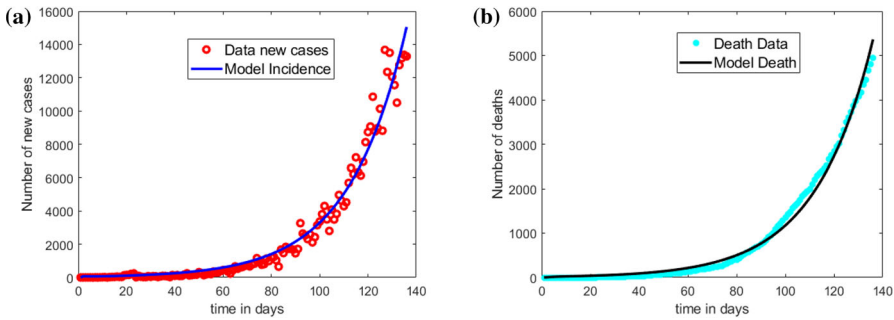 (a)
16000
14000
12000
10000
8000
6000
4000
2000
0
Number of new cases
Data new cases
Model Incidence
0 20 40 60 80 100 120 140
time in days
(b)
6000
5000
4000
3000
2000
1000
0
Number of deaths
Death Data
Model Death
0 20 40 60 80 100 120 140
time in days